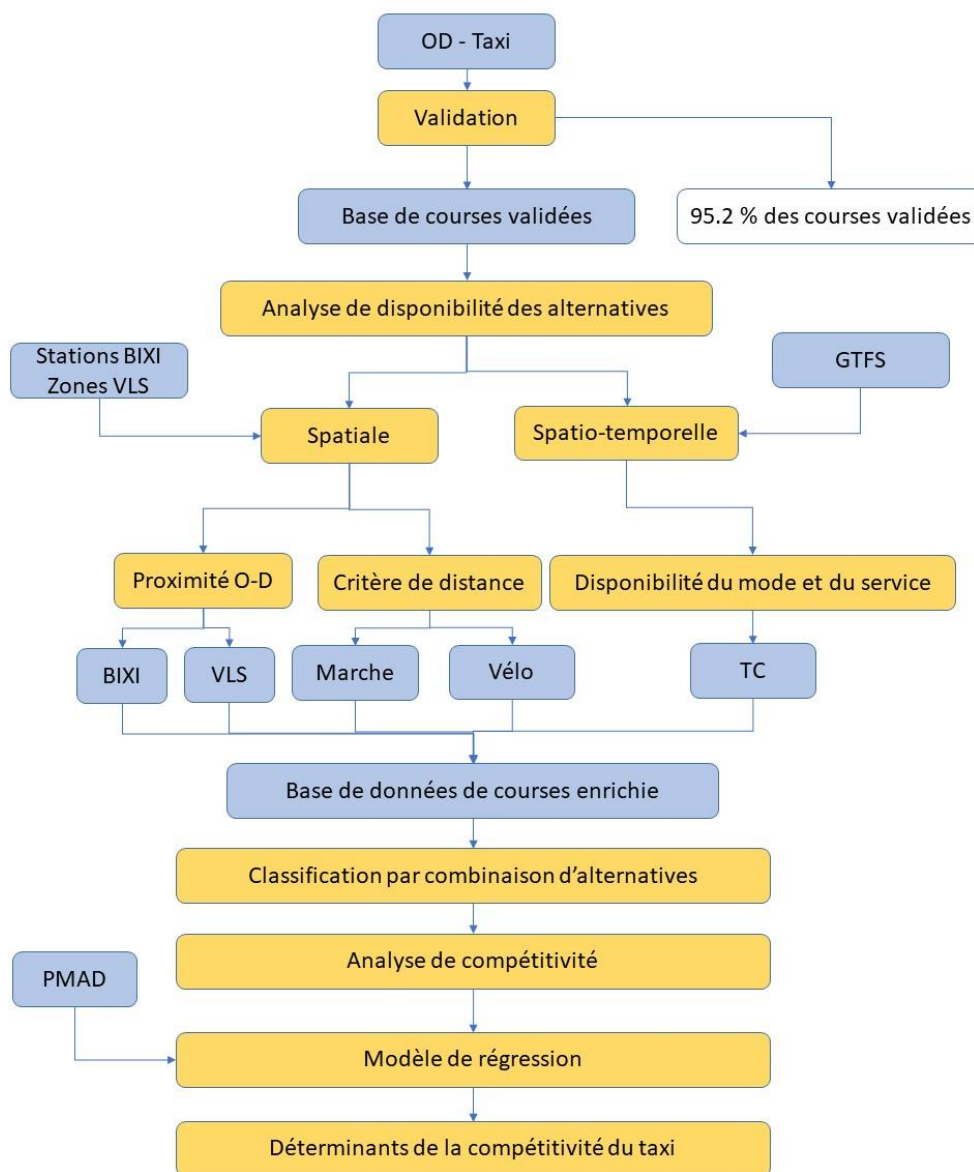 OD - Taxi
Validation
Base de courses validées
95.2 % des courses validées
Analyse de disponibilité des alternatives
Stations BIXI
Zones VLS
GTFS
Spatiale
Spatio-temporelle
Proximité O-D
Critère de distance
Disponibilité du mode et du service
BIXI
VLS
Marche
Vélo
TC
Base de données de courses enrichie
Classification par combinaison d’alternatives
Analyse de compétitivité
PMAD
Modèle de régression
Déterminants de la compétitivité du taxi